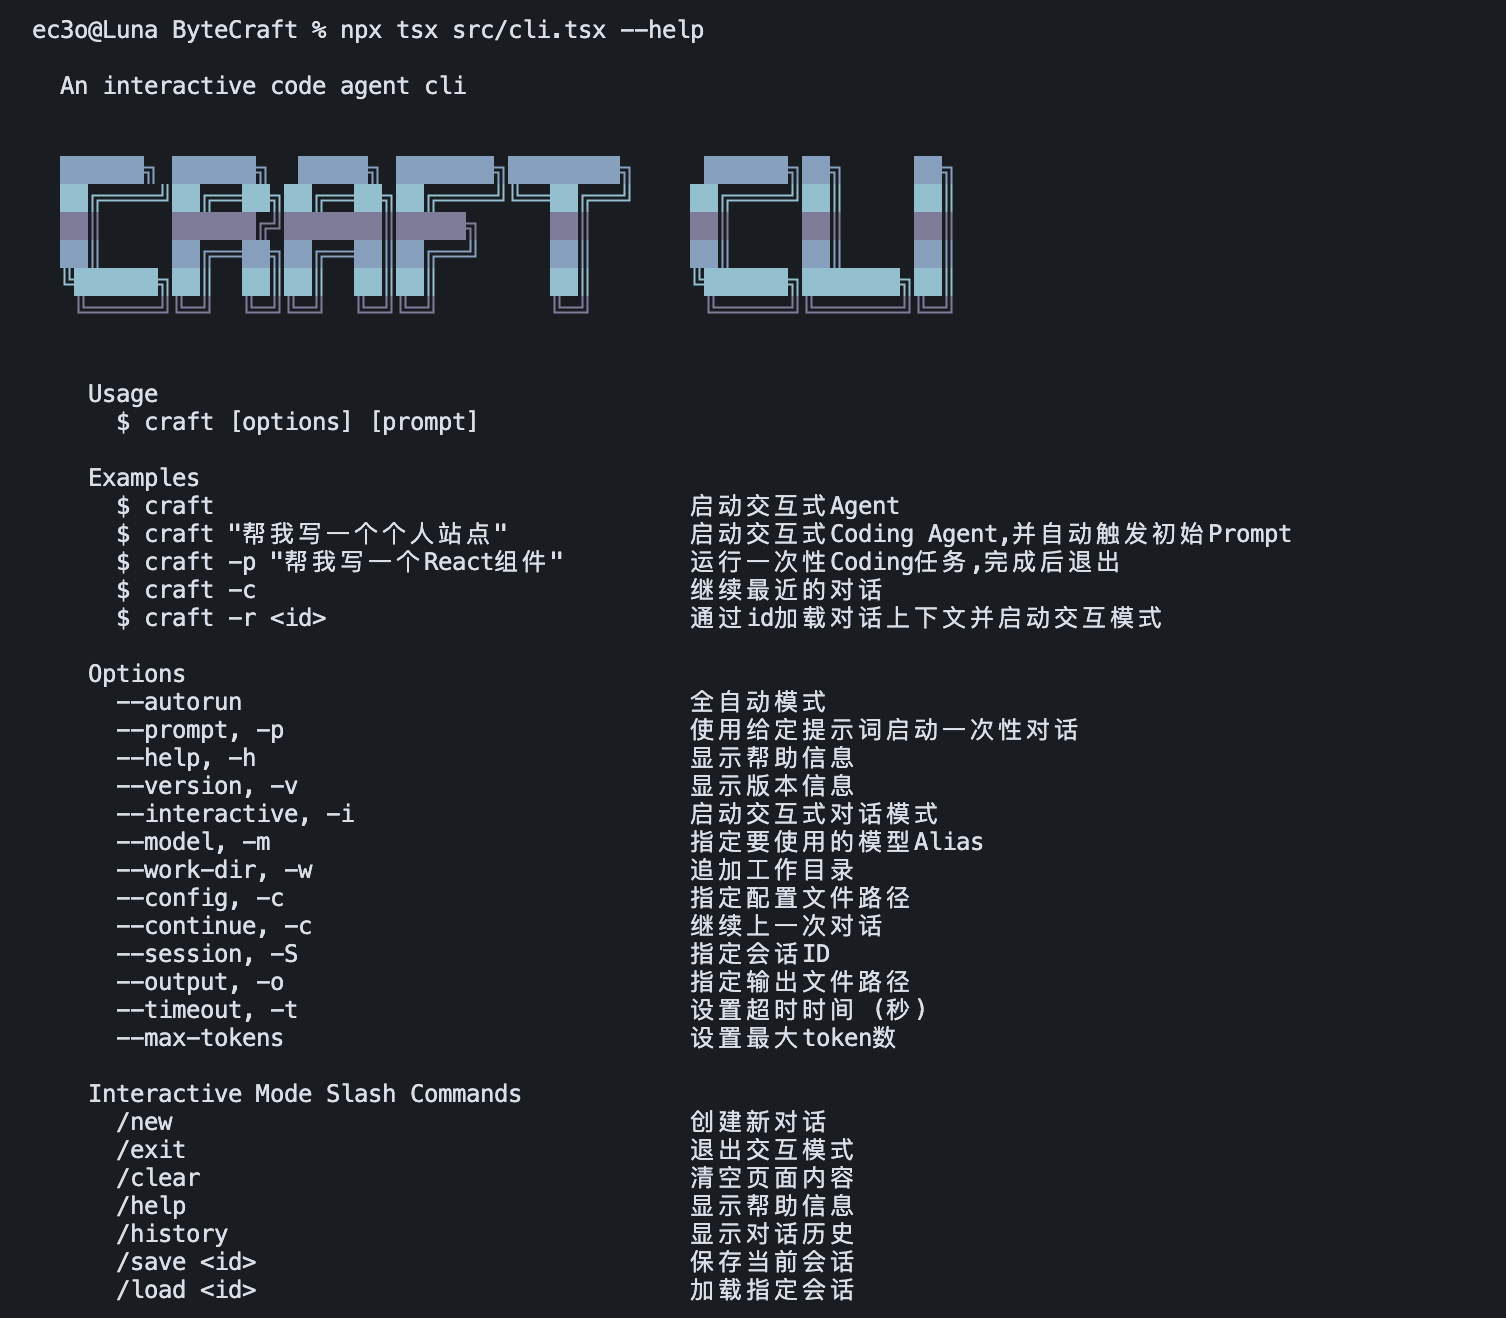 ec3o@Luna ByteCraft % npx tsx src/cli.tsx --help
An interactive code agent cli
CRAFT CLI
Usage
$ craft [options] [prompt]
Examples
$ craft 启动交互式Agent
$ craft "帮我写一个个人站点" 启动交互式Coding Agent,并自动触发初始Prompt
$ craft -p "帮我写一个React组件" 运行一次性Coding任务,完成后退出
$ craft -c 继续最近的对话
$ craft -r <id> 通过id加载对话上下文并启动交互模式
Options
--autorun 全自动模式
--prompt, -p 使用给定提示词启动一次性对话
--help, -h 显示帮助信息
--version, -v 显示版本信息
--interactive, -i 启动交互式对话模式
--model, -m 指定要使用的模型Alias
--work-dir, -w 追加工作目录
--config, -c 指定配置文件路径
--continue, -c 继续上一次对话
--session, -S 指定会话ID
--output, -o 指定输出文件路径
--timeout, -t 设置超时时间 (秒)
--max-tokens 设置最大token数
Interactive Mode Slash Commands
/new 创建新对话
/exit 退出交互模式
/clear 清空页面内容
/help 显示帮助信息
/history 显示对话历史
/save <id> 保存当前会话
/load <id> 加载指定会话